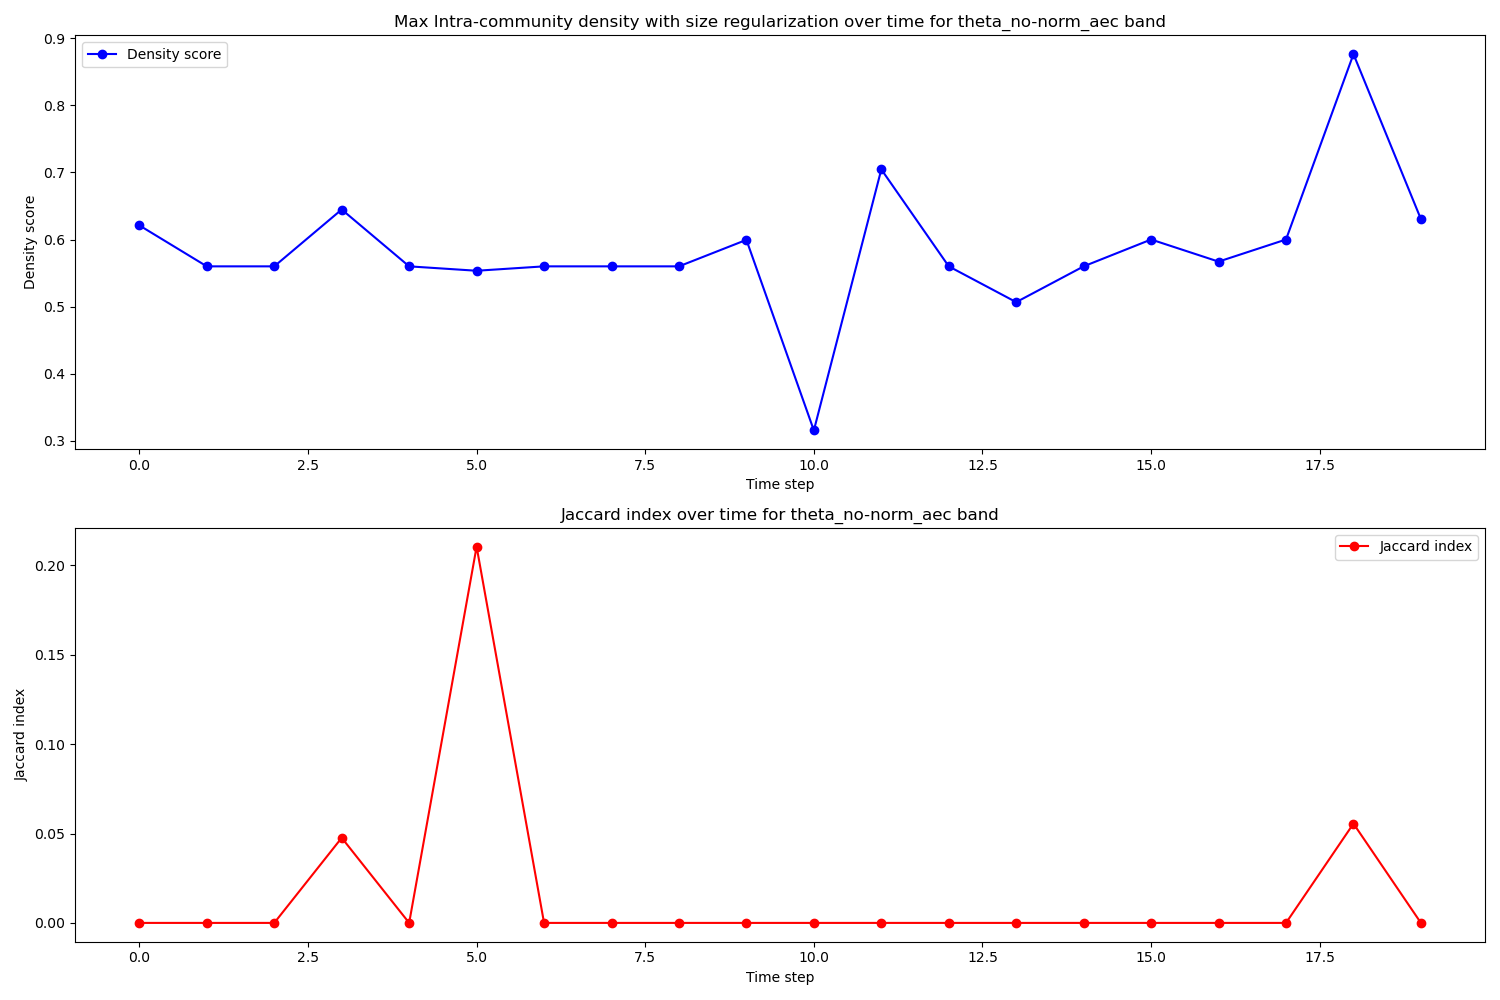 Max Intra-community density with size regularization over time for theta_no-norm_aec band
Density score
Density score
0.9
0.8
0.7
0.6
0.5
0.4
0.3
0.0 2.5 5.0 7.5 10.0 12.5 15.0 17.5
Time step
Jaccard index over time for theta_no-norm_aec band
Jaccard index
Jaccard index
0.20
0.15
0.10
0.05
0.00
0.0 2.5 5.0 7.5 10.0 12.5 15.0 17.5
Time step